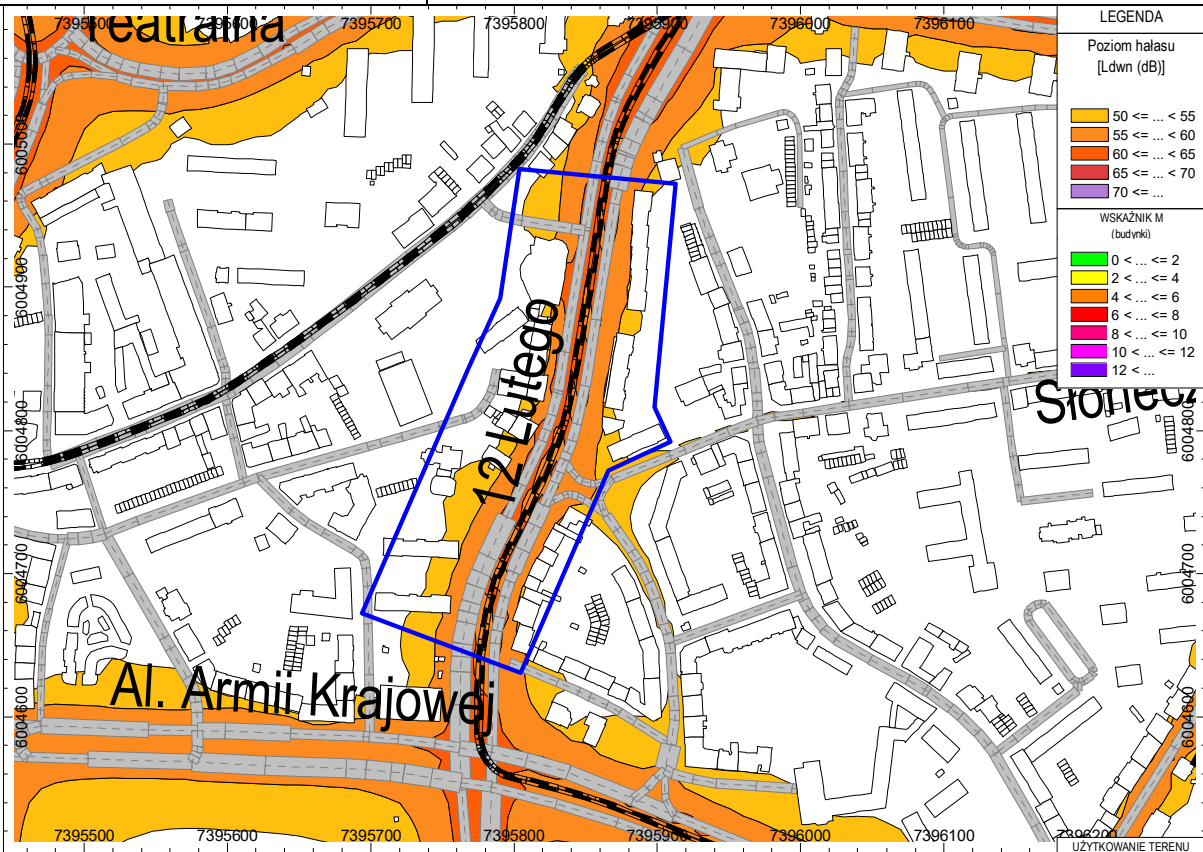 7395500 7395600 7395700 7395800 7395900 7396000 7396100
Teatralna
LEGENDA
Poziom hałasu
[Ldwn (dB)]
50 <= ... < 55
55 <= ... < 60
60 <= ... < 65
65 <= ... < 70
70 <= ...
WSKAŹNIK M
(budynki)
0 < ... <= 2
2 < ... <= 4
4 < ... <= 6
6 < ... <= 8
8 < ... <= 10
10 < ... <= 12
12 < ...
6005000
6004900
6004800
6004700
6004600
12 Lutego
Al. Armii Krajowej
Słonecz
6004800
6004700
6004600
7395500 7395600 7395700 7395800 7395900 7396000 7396100 7396200
UŻYTKOWANIE TERENU